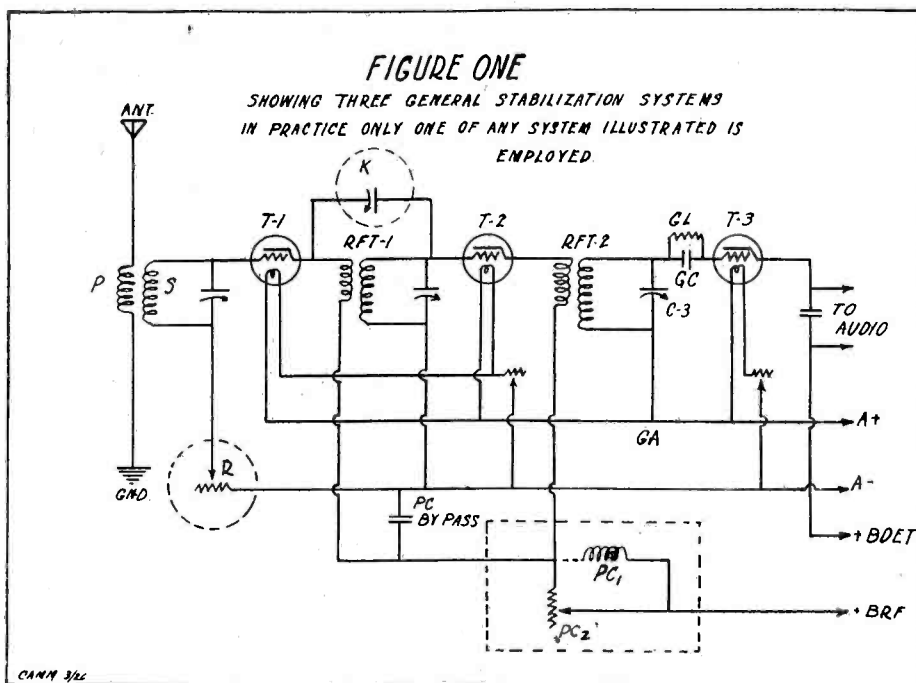 FIGURE ONE
SHOWING THREE GENERAL STABILIZATION SYSTEMS
IN PRACTICE ONLY ONE OF ANY SYSTEM ILLUSTRATED IS
EMPLOYED.
ANT.
K
T-1
RFT-1
T-2
RFT-2
GL
GC
T-3
P
S
C-3
TO
AUDIO
GA
A+
R
GND.
PC
BY PASS
A-
+BDET
PC1
PC2
+BRF
CAMM 3/26